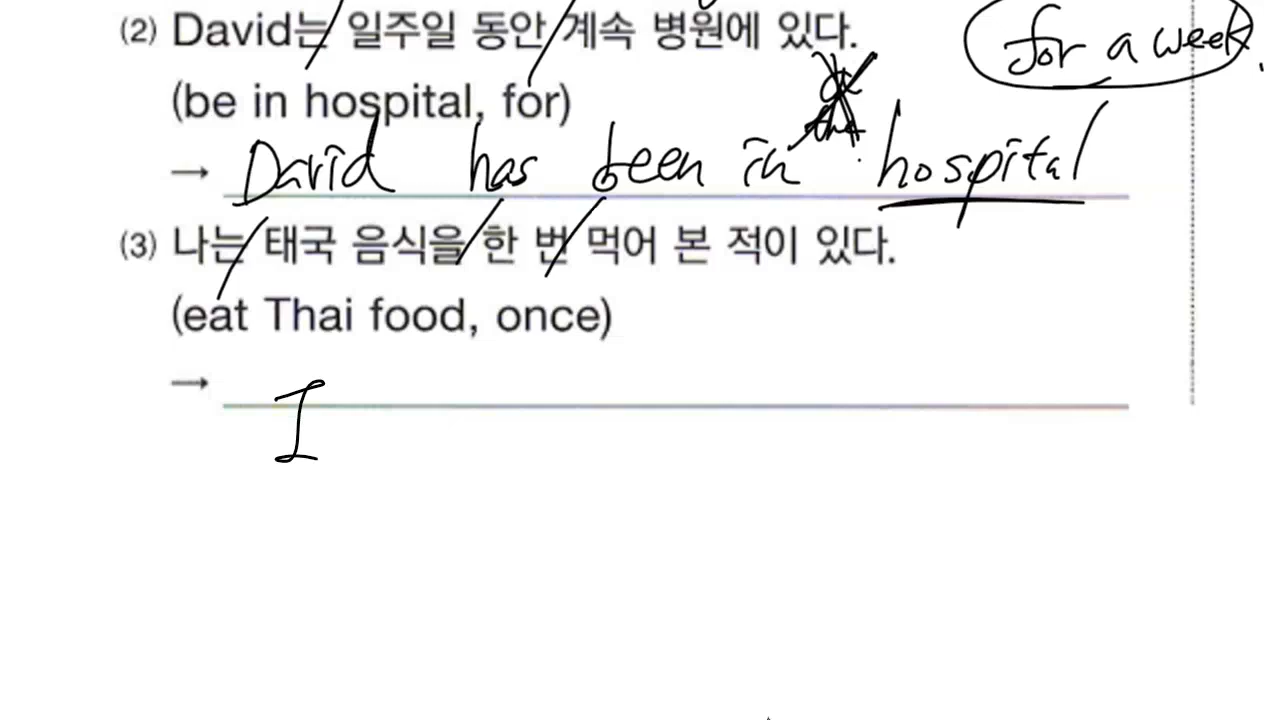 (2) David는 일주일 동안 계속 병원에 있다.
for a week.
(be in hospital, for)
→ David has been in hospital
(3) 나는 태국 음식을 한 번 먹어 본 적이 있다.
(eat Thai food, once)
→ I